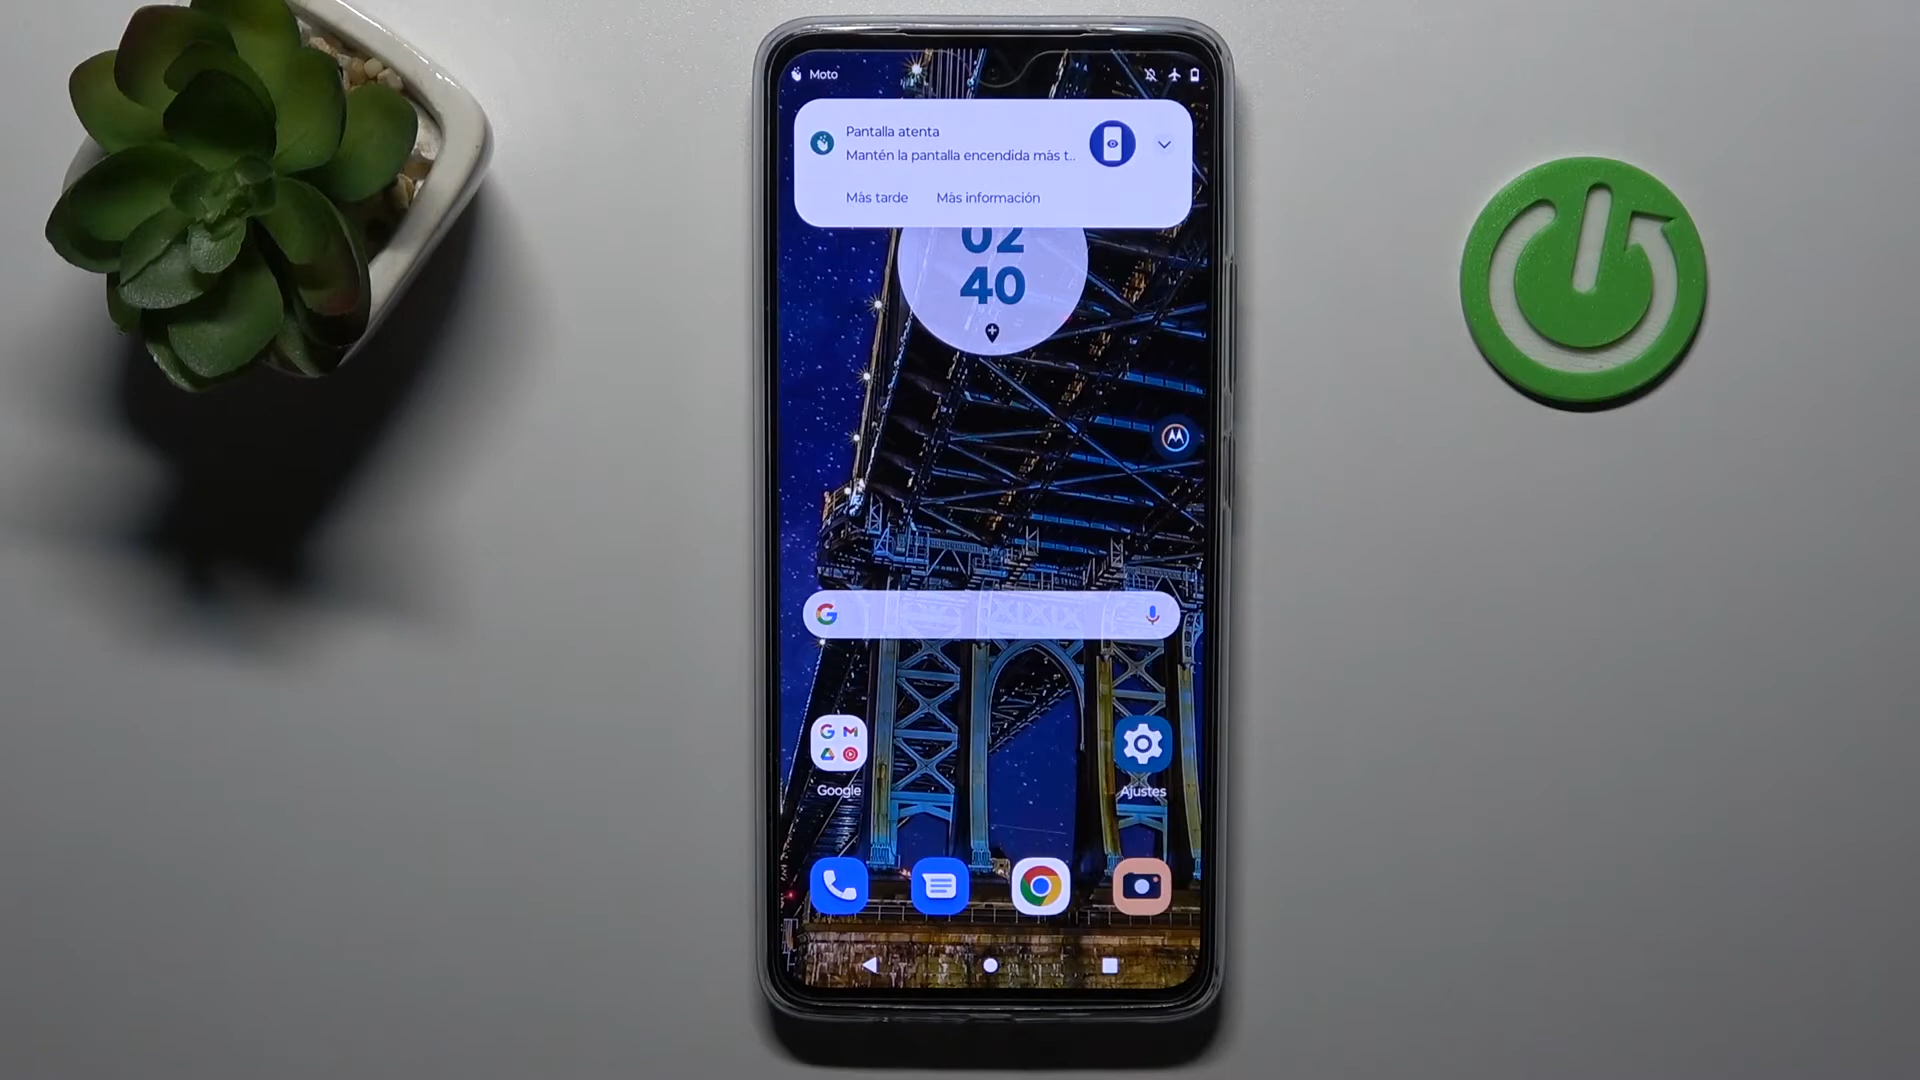 Moto
Pantalla atenta
Mantén la pantalla encendida más t..
Más tarde
Más información
02
40
Google
Ajustes